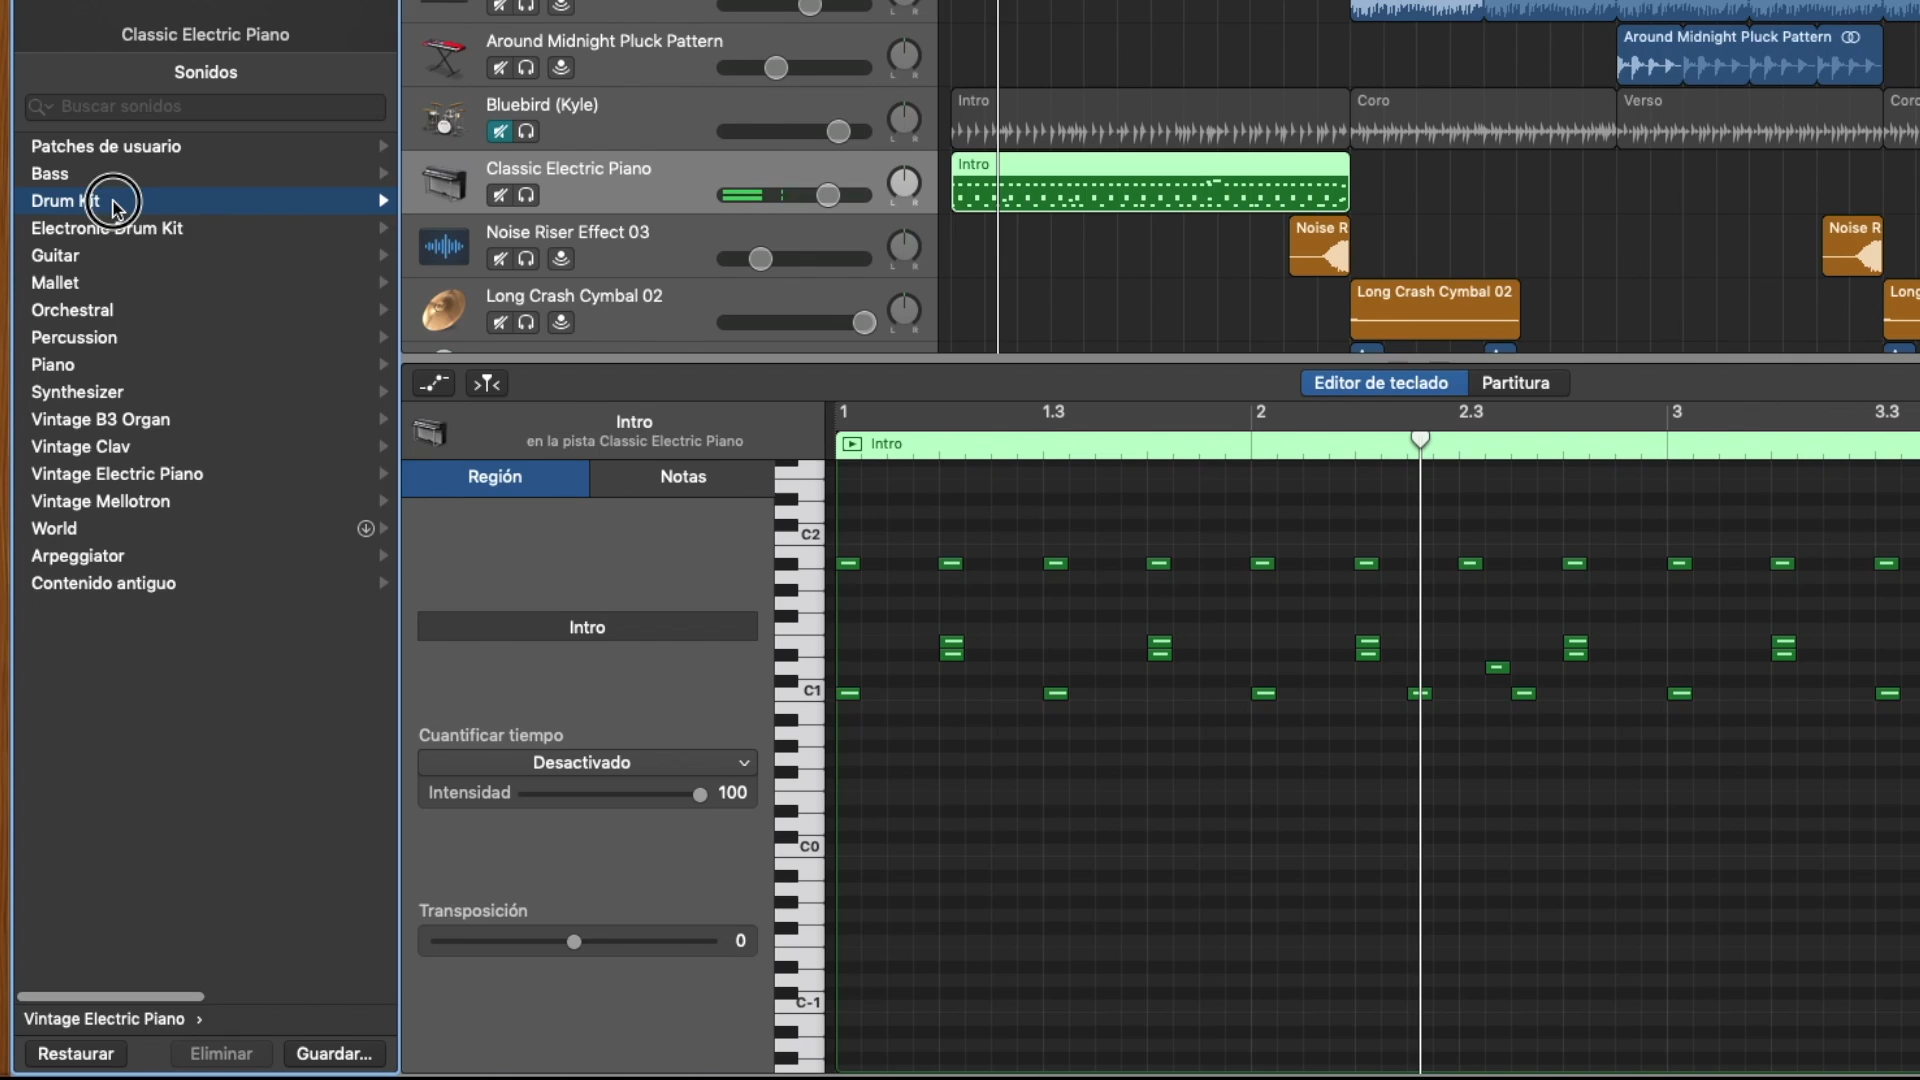 Classic Electric Piano
Sonidos
Buscar sonidos
Patches de usuario
Bass
Drum Kit
Electronic Drum Kit
Guitar
Mallet
Orchestral
Percussion
Piano
Synthesizer
Vintage B3 Organ
Vintage Clav
Vintage Electric Piano
Vintage Mellotron
World
Arpeggiator
Contenido antiguo
Vintage Electric Piano ›
Restaurar
Eliminar
Guardar...
Around Midnight Pluck Pattern
L R
Bluebird (Kyle)
L R
Classic Electric Piano
L R
Noise Riser Effect 03
L R
Long Crash Cymbal 02
L R
Around Midnight Pluck Pattern
Intro
Coro
Verso
Coro
Intro
Noise R
Noise R
Long Crash Cymbal 02
Long
Editor de teclado
Partitura
Intro
en la pista Classic Electric Piano
1
1.3
2
2.3
3
3.3
Intro
Región
Notas
Intro
Cuantificar tiempo
Desactivado
Intensidad
100
Transposición
0
C2
C1
C0
C-1